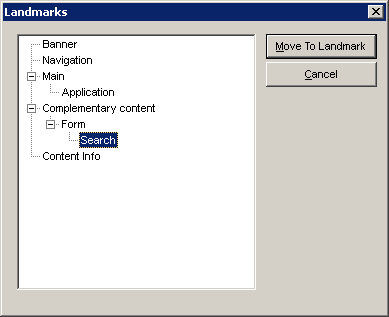 Landmarks
Banner
Navigation
Main
Application
Complementary content
Form
Search
Content Info
Move To Landmark
Cancel